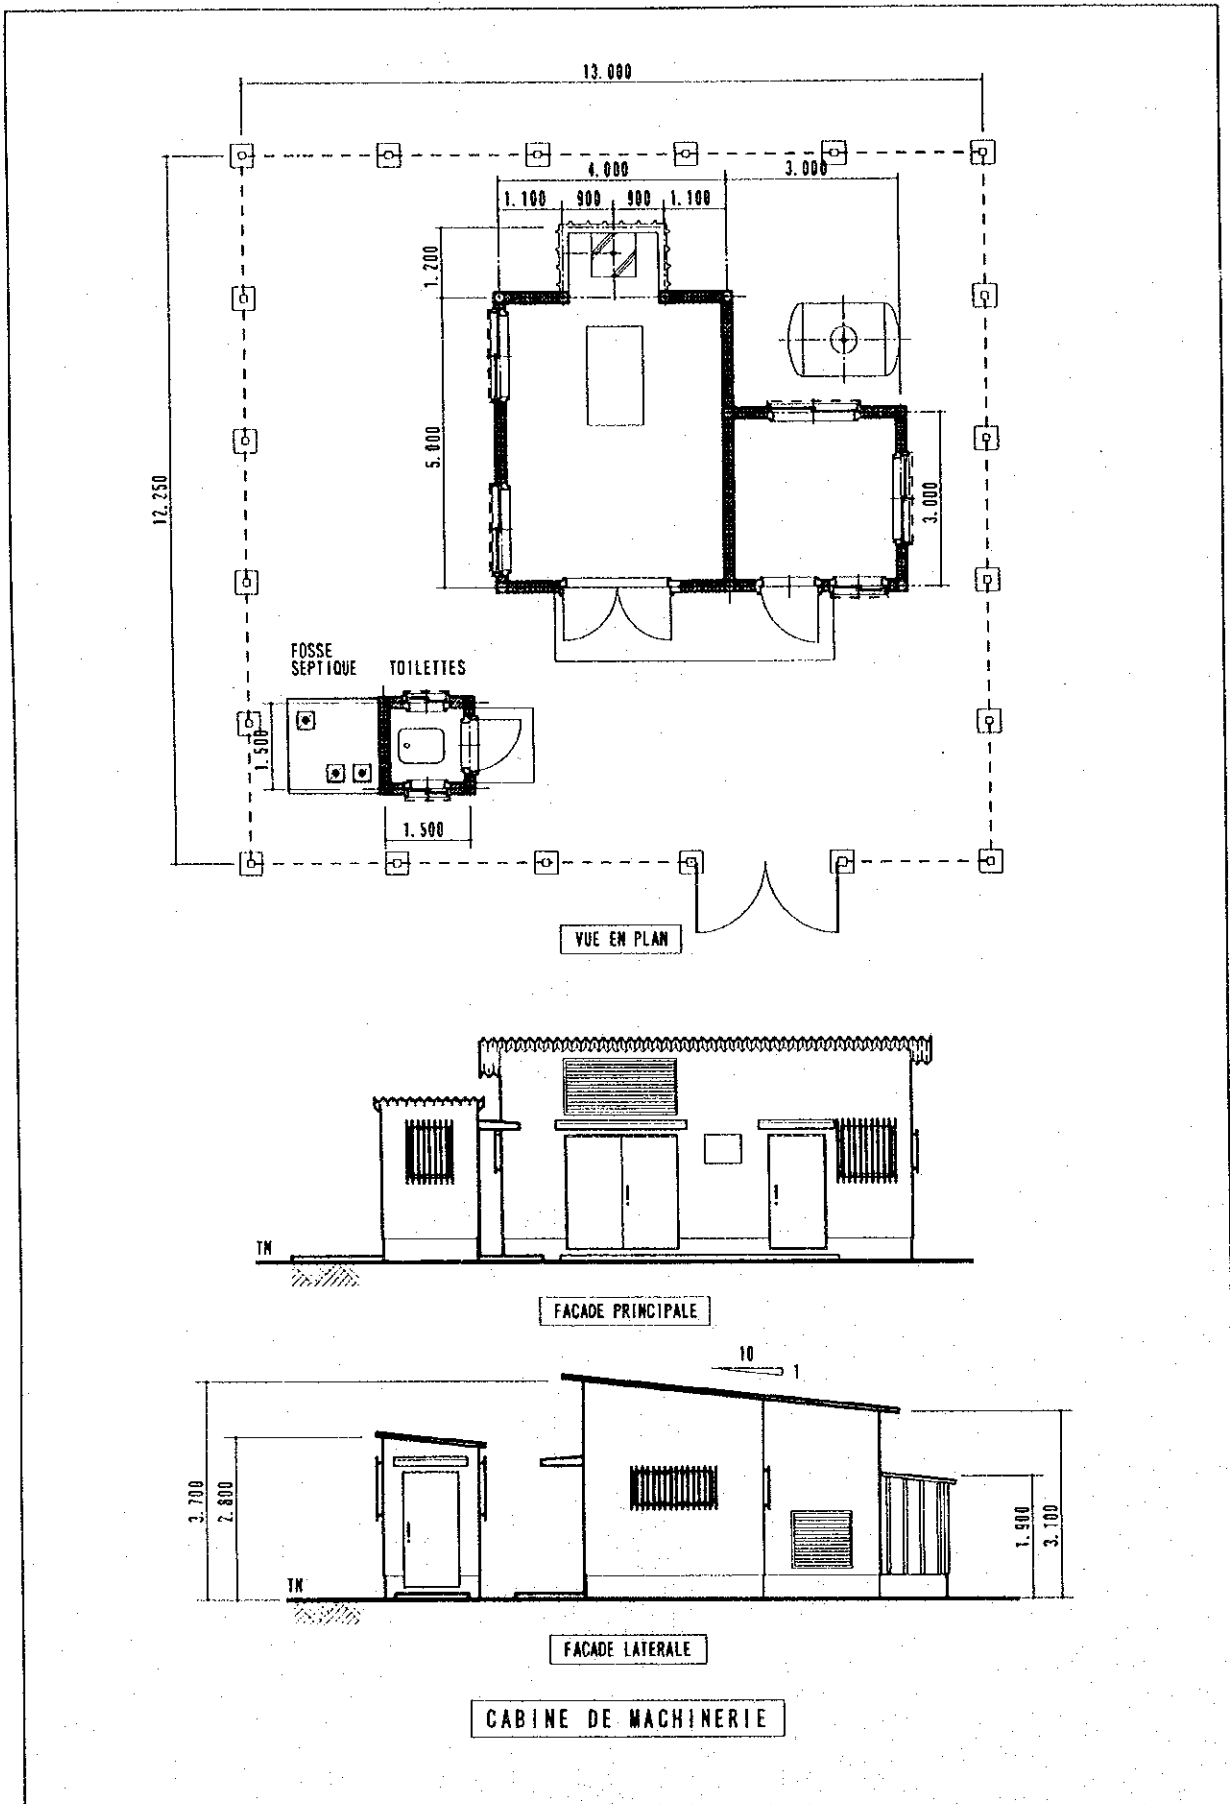 13.000
4.000
3.000
1.100
900
900
1.100
1.200
5.000
3.000
12.250
FOSSE
SEPTIQUE
TOILETTES
1.500
1.500
VUE EN PLAN
TN
FACADE PRINCIPALE
10
1
3.700
2.800
1.900
3.100
TN
FACADE LATERALE
CABINE DE MACHINERIE